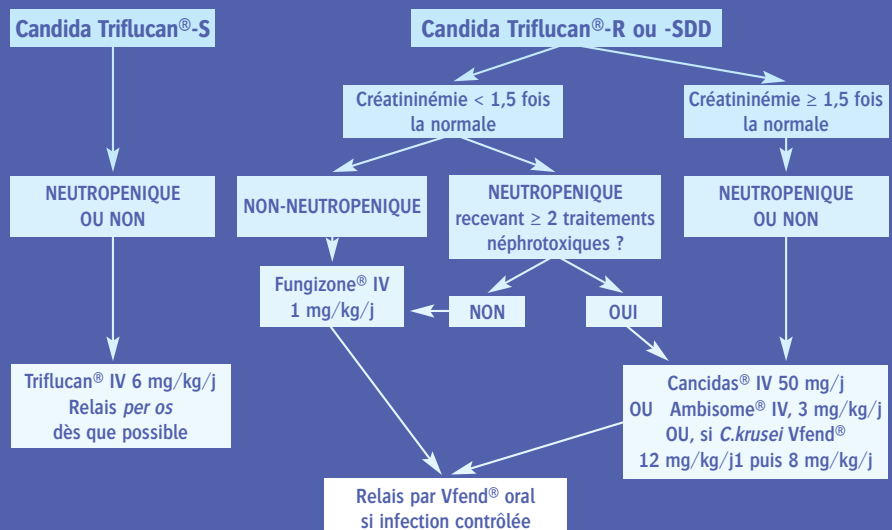 Candida Triflucan®-S
Candida Triflucan®-R ou -SDD
Créatininémie < 1,5 fois
la normale
Créatininémie ≥ 1,5 fois
la normale
NEUTROPENIQUE
OU NON
NON-NEUTROPENIQUE
NEUTROPENIQUE
recevant ≥ 2 traitements
néphrotoxiques ?
NEUTROPENIQUE
OU NON
Fungizone® IV
1 mg/kg/j
NON
OUI
Triflucan® IV 6 mg/kg/j
Relais per os
dès que possible
Cancidas® IV 50 mg/j
OU Ambisome® IV, 3 mg/kg/j
OU, si C.krusei Vfend®
12 mg/kg/j1 puis 8 mg/kg/j
Relais par Vfend® oral
si infection contrôlée